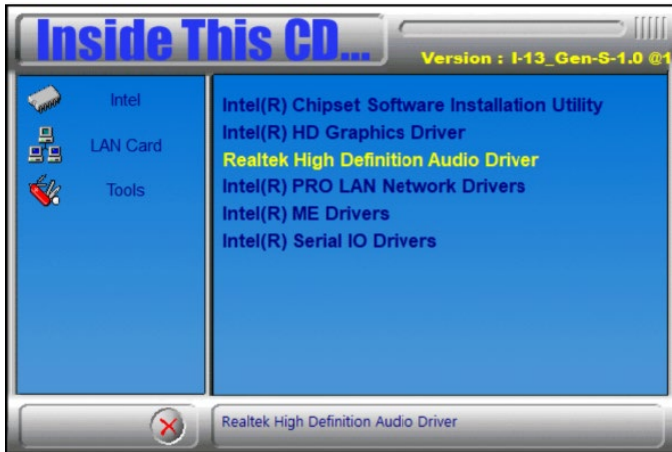 Inside This CD...
Version : I-13_Gen-S-1.0 @1
Intel
LAN Card
Tools
Intel(R) Chipset Software Installation Utility
Intel(R) HD Graphics Driver
Realtek High Definition Audio Driver
Intel(R) PRO LAN Network Drivers
Intel(R) ME Drivers
Intel(R) Serial IO Drivers
Realtek High Definition Audio Driver